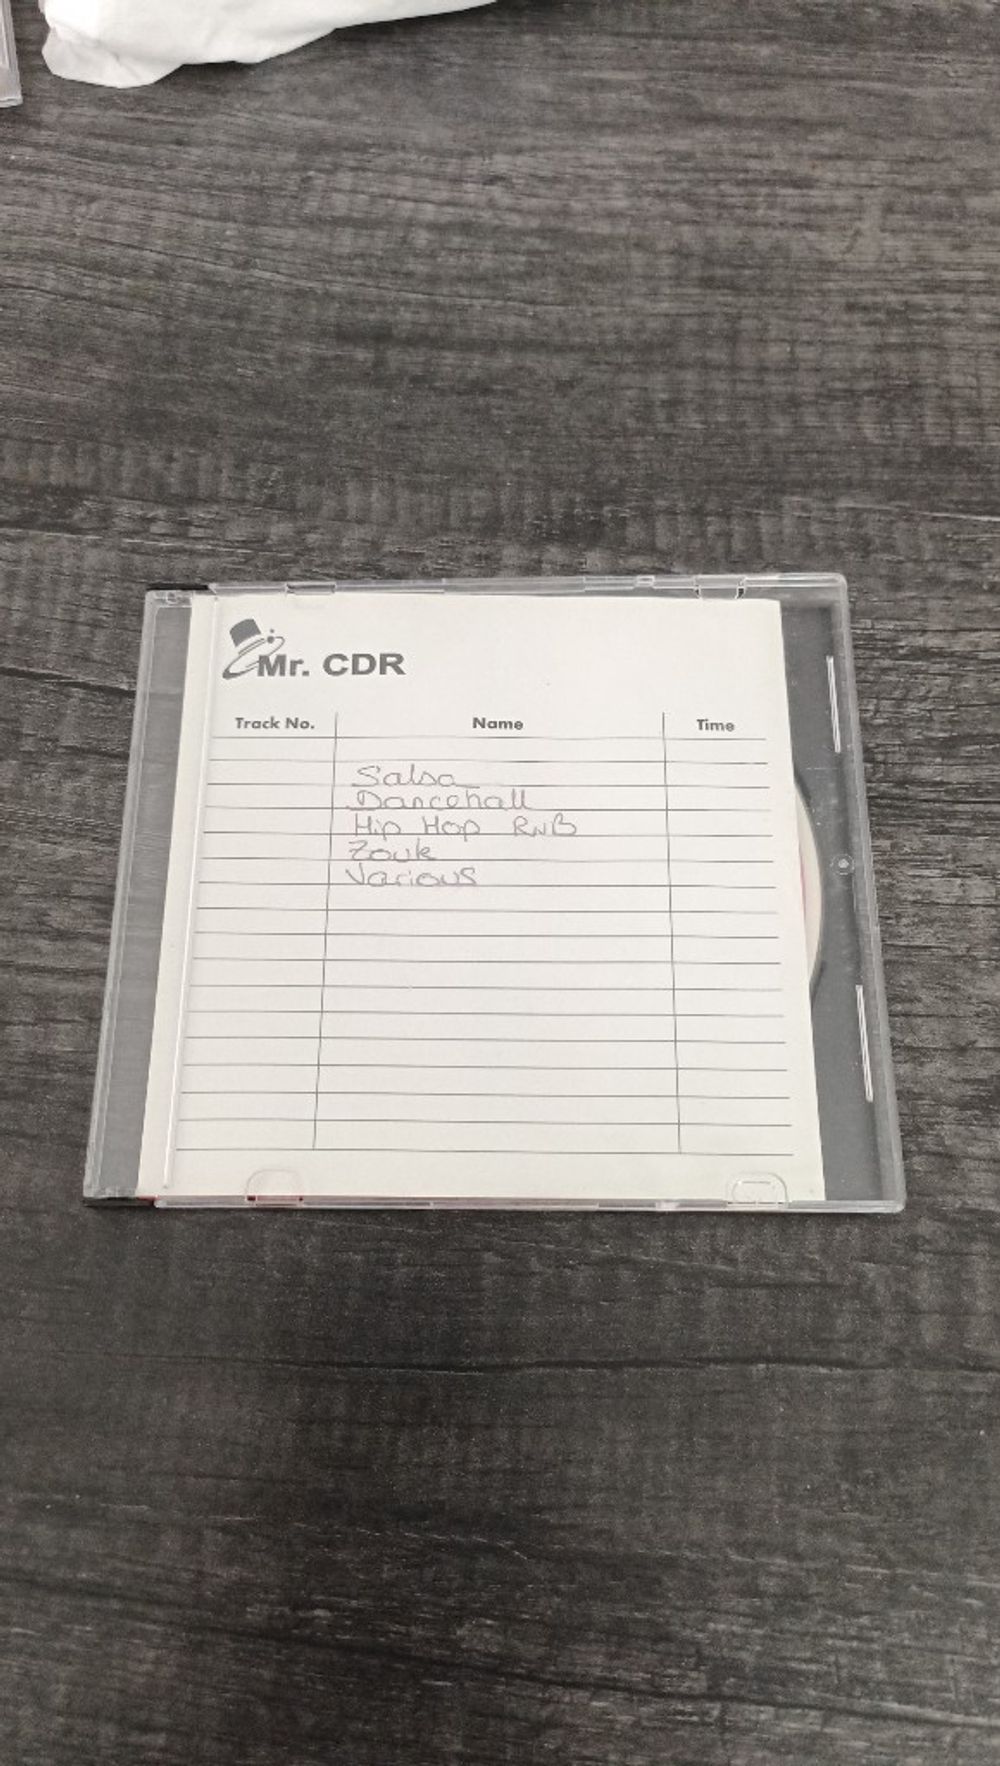 Mr. CDR
Track No. Name Time
Salsa
Dancehall
Hip Hop RnB
Zouk
Various